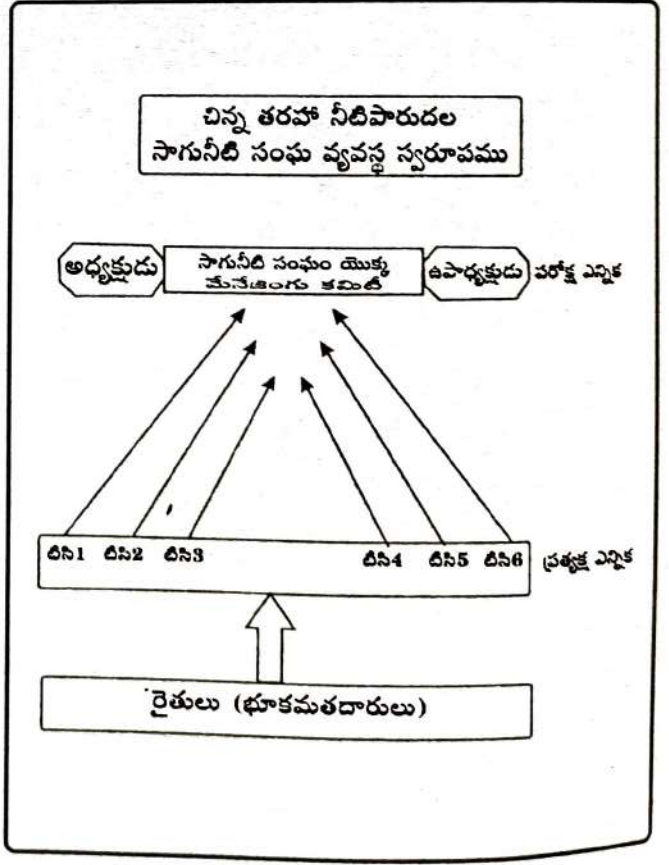 చిన్న తరహా నీటిపారుదల
సాగునీటి సంఘ వ్యవస్థ స్వరూపము
అధ్యక్షుడు సాగునీటి సంఘం యొక్క ఉపాధ్యక్షుడు పరోక్ష ఎన్నిక
మేనేజింగు కమిటీ
టిసి1 టిసి2 టిసి3 టిసి4 టిసి5 టిసి6 ప్రత్యక్ష ఎన్నిక
రైతులు (భూకమతదారులు)